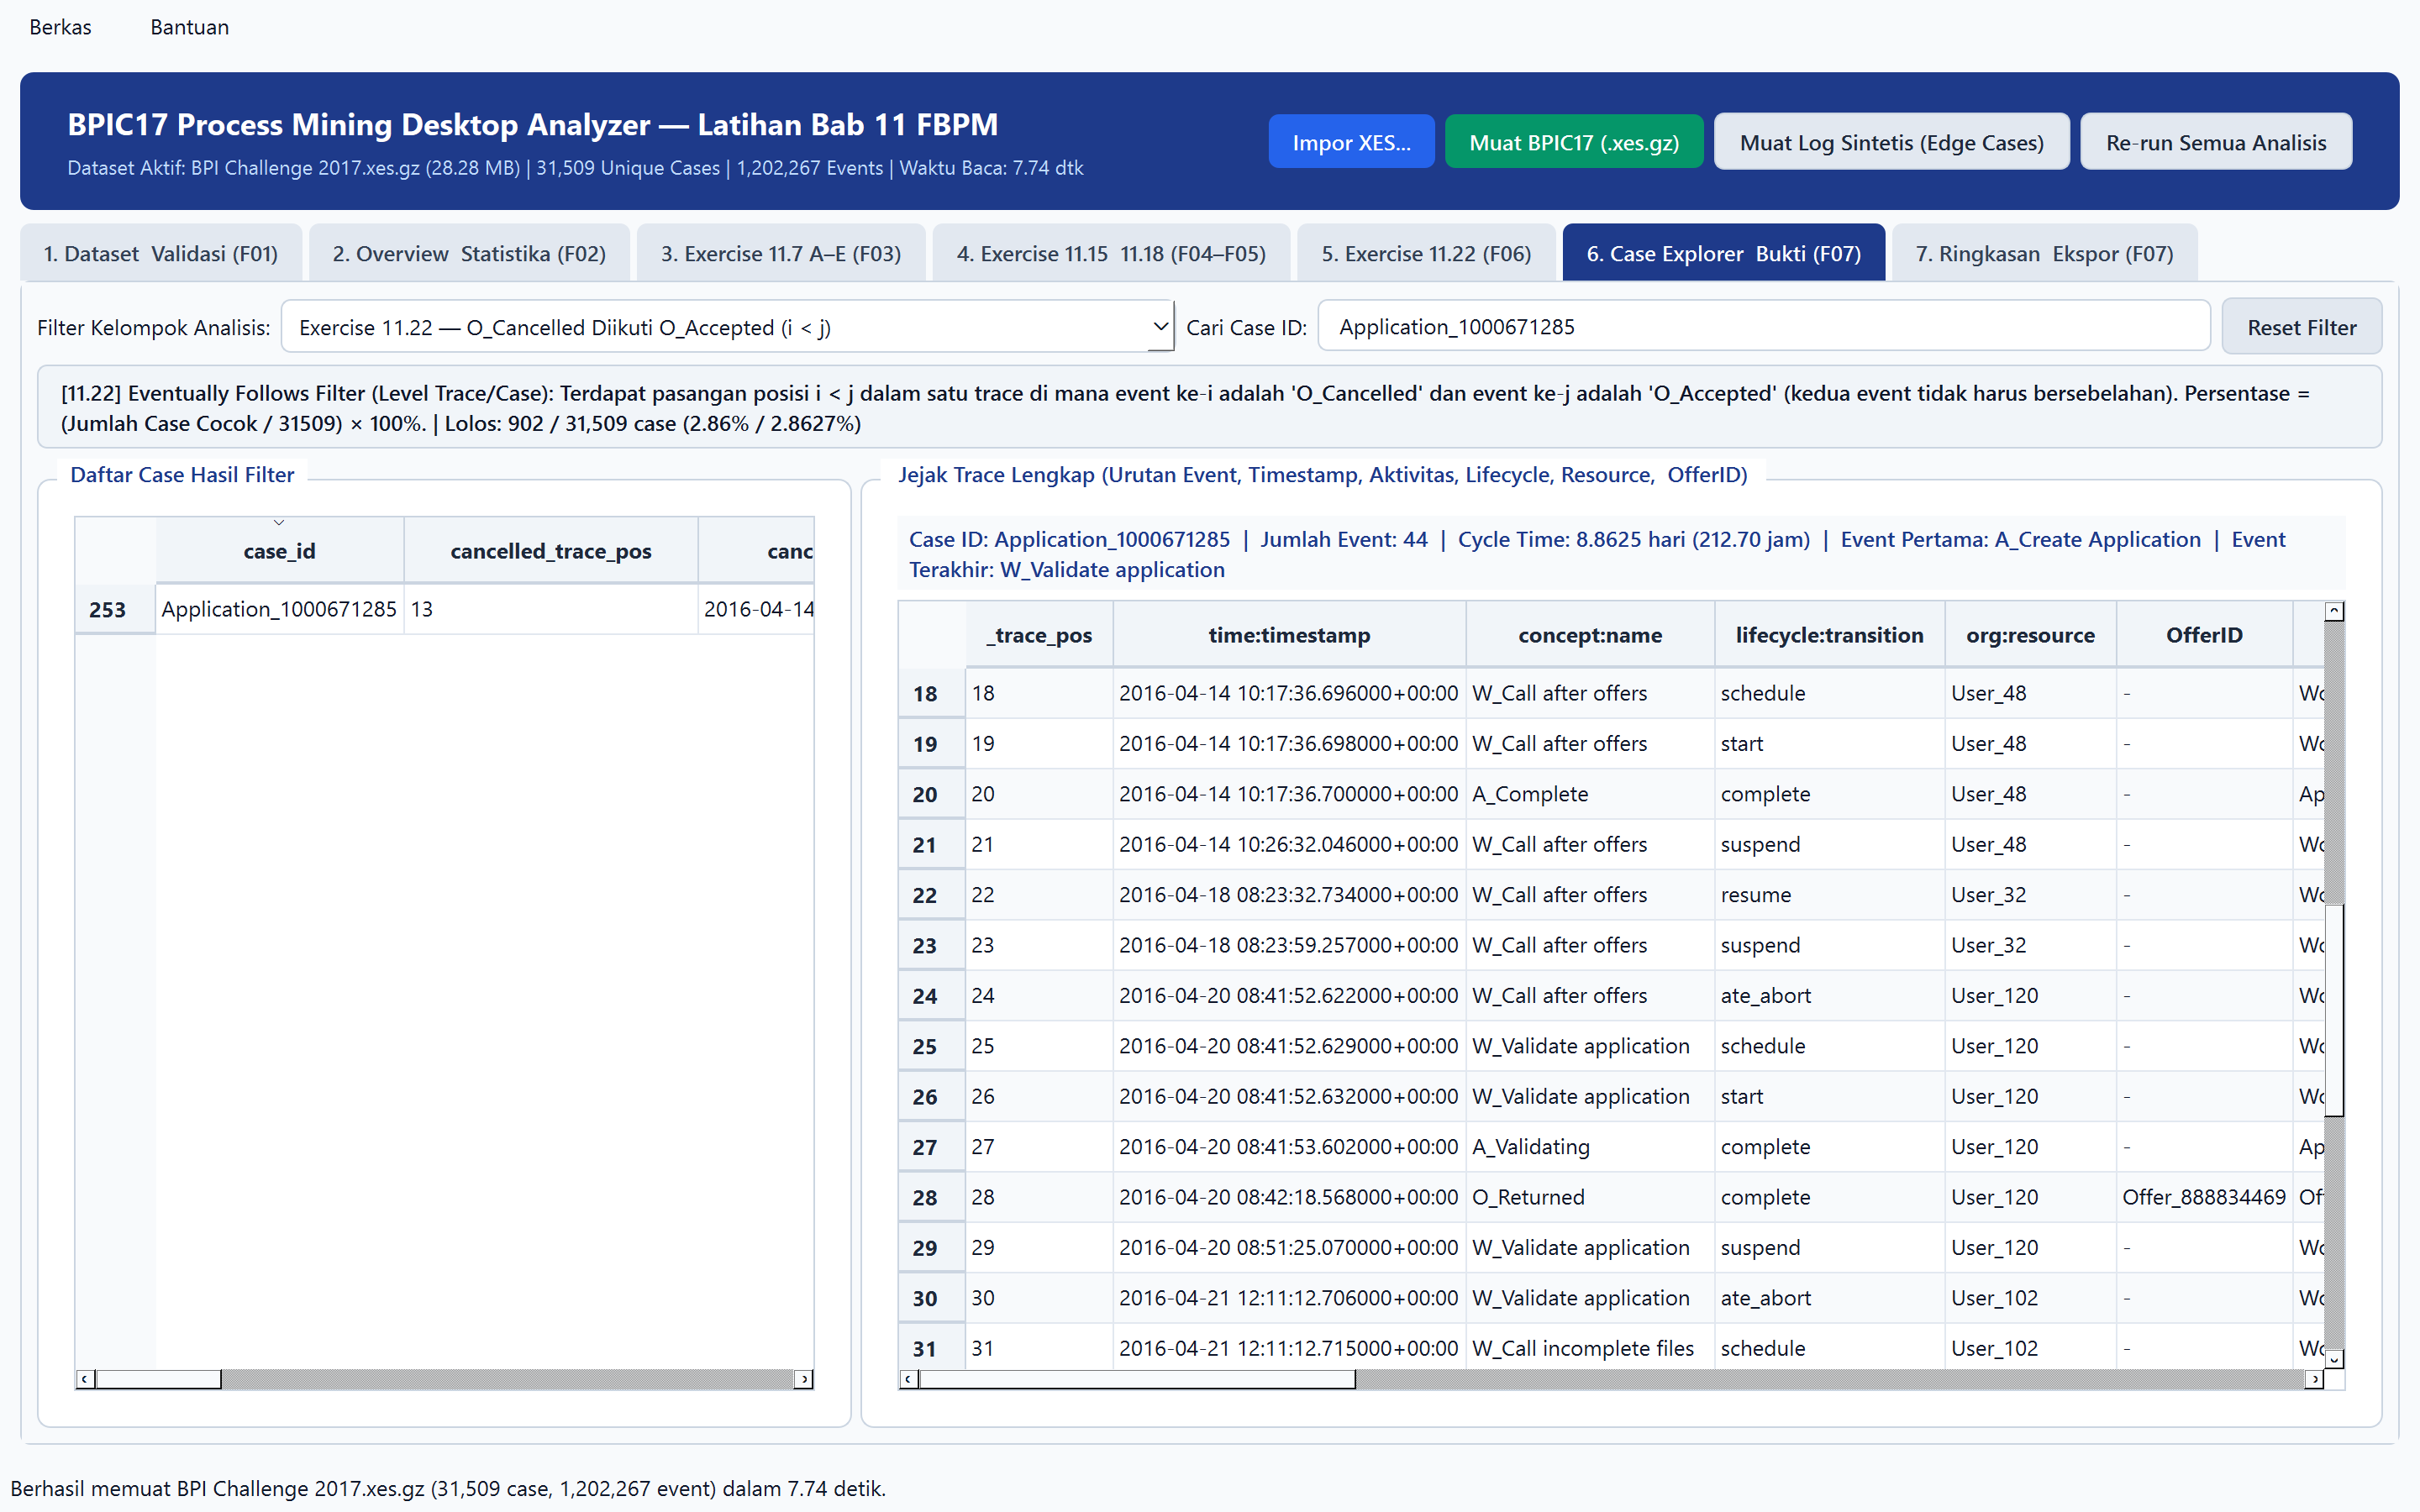 Berkas Bantuan
BPIC17 Process Mining Desktop Analyzer — Latihan Bab 11 FBPM
Dataset Aktif: BPI Challenge 2017.xes.gz (28.28 MB) | 31,509 Unique Cases | 1,202,267 Events | Waktu Baca: 7.74 dtk
Impor XES... Muat BPIC17 (.xes.gz) Muat Log Sintetis (Edge Cases) Re-run Semua Analisis
1. Dataset Validasi (F01) 2. Overview Statistika (F02) 3. Exercise 11.7 A–E (F03) 4. Exercise 11.15 11.18 (F04–F05) 5. Exercise 11.22 (F06) 6. Case Explorer Bukti (F07) 7. Ringkasan Ekspor (F07)
Filter Kelompok Analisis: Exercise 11.22 — O_Cancelled Diikuti O_Accepted (i < j) Cari Case ID: Application_1000671285 Reset Filter
[11.22] Eventually Follows Filter (Level Trace/Case): Terdapat pasangan posisi i < j dalam satu trace di mana event ke-i adalah 'O_Cancelled' dan event ke-j adalah 'O_Accepted' (kedua event tidak harus bersebelahan). Persentase =
(Jumlah Case Cocok / 31509) × 100%. | Lolos: 902 / 31,509 case (2.86% / 2.8627%)
Daftar Case Hasil Filter
case_id cancelled_trace_pos canc
253 Application_1000671285 13 2016-04-14
Jejak Trace Lengkap (Urutan Event, Timestamp, Aktivitas, Lifecycle, Resource, OfferID)
Case ID: Application_1000671285 | Jumlah Event: 44 | Cycle Time: 8.8625 hari (212.70 jam) | Event Pertama: A_Create Application | Event
Terakhir: W_Validate application
_trace_pos time:timestamp concept:name lifecycle:transition org:resource OfferID
18 18 2016-04-14 10:17:36.696000+00:00 W_Call after offers schedule User_48 - Wo
19 19 2016-04-14 10:17:36.698000+00:00 W_Call after offers start User_48 - Wo
20 20 2016-04-14 10:17:36.700000+00:00 A_Complete complete User_48 - Ap
21 21 2016-04-14 10:26:32.046000+00:00 W_Call after offers suspend User_48 - Wo
22 22 2016-04-18 08:23:32.734000+00:00 W_Call after offers resume User_32 - Wo
23 23 2016-04-18 08:23:59.257000+00:00 W_Call after offers suspend User_32 - Wo
24 24 2016-04-20 08:41:52.622000+00:00 W_Call after offers ate_abort User_120 - Wo
25 25 2016-04-20 08:41:52.629000+00:00 W_Validate application schedule User_120 - Wo
26 26 2016-04-20 08:41:52.632000+00:00 W_Validate application start User_120 - Wo
27 27 2016-04-20 08:41:53.602000+00:00 A_Validating complete User_120 - Ap
28 28 2016-04-20 08:42:18.568000+00:00 O_Returned complete User_120 Offer_888834469 Of
29 29 2016-04-20 08:51:25.070000+00:00 W_Validate application suspend User_120 - Wo
30 30 2016-04-21 12:11:12.706000+00:00 W_Validate application ate_abort User_102 - Wo
31 31 2016-04-21 12:11:12.715000+00:00 W_Call incomplete files schedule User_102 - Wo
Berhasil memuat BPI Challenge 2017.xes.gz (31,509 case, 1,202,267 event) dalam 7.74 detik.